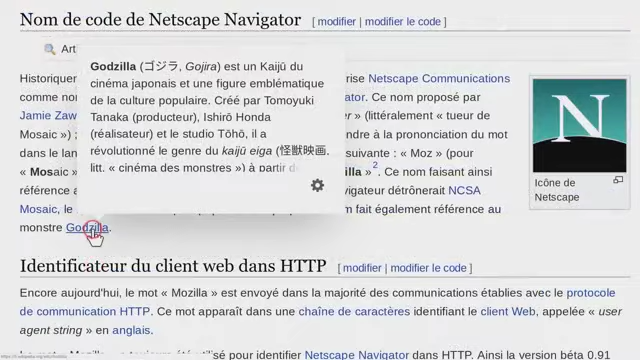 Nom de code de Netscape Navigator [ modifier | modifier le code ]
Art
Historiquer
rise Netscape Communications
comme nom
ator. Ce nom proposé par
Jamie Zaw
er » (littéralement « tueur de
Mosaic ») ;
ndre à la prononciation du mot
dans le lan
suivante : « Moz » (pour
« Mosaic »
zilla »2. Ce nom faisant ainsi
référence a
vigateur détrônerait NCSA
Mosaic, le
m fait également référence au
monstre Godzilla.
Godzilla (ゴジラ, Gojira) est un Kaijū du
cinéma japonais et une figure emblématique
de la culture populaire. Créé par Tomoyuki
Tanaka (producteur), Ishirō Honda
(réalisateur) et le studio Tōhō, il a
révolutionné le genre du kaijū eiga (怪獣映画,
litt. « cinéma des monstres ») à partir d
N
Icône de
Netscape
Identificateur du client web dans HTTP [ modifier | modifier le code ]
Encore aujourd'hui, le mot « Mozilla » est envoyé dans la majorité des communications établies avec le protocole
de communication HTTP. Ce mot apparaît dans une chaîne de caractères identifiant le client Web, appelée « user
agent string » en anglais.
utilisé pour identifier Netscape Navigator dans HTTP. Ainsi la version bêta 0.91